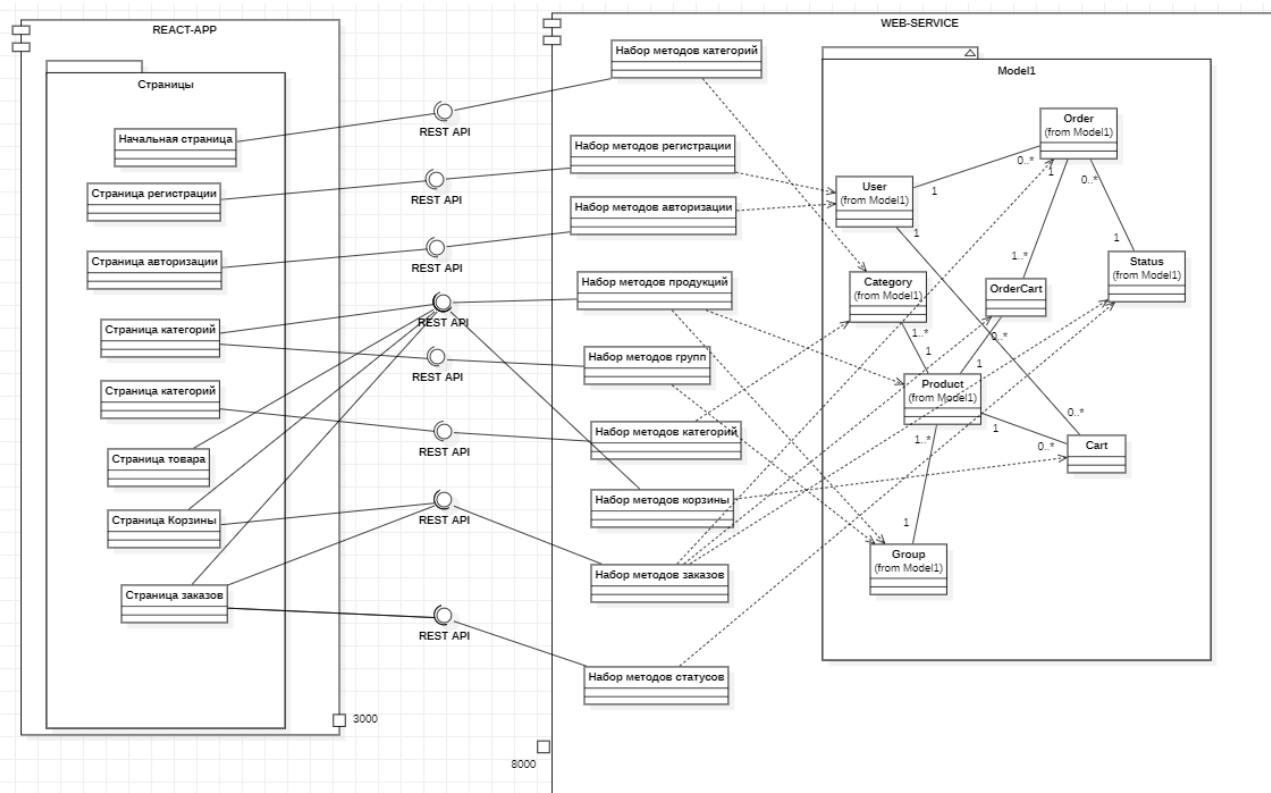 REACT-APP
Страницы
Начальная страница
Страница регистрации
Страница авторизации
Страница категорий
Страница категорий
Страница товара
Страница Корзины
Страница заказов
3000
REST API
REST API
REST API
REST API
REST API
REST API
REST API
REST API
8000
WEB-SERVICE
Набор методов категорий
Набор методов регистрации
Набор методов авторизации
Набор методов продукций
Набор методов групп
Набор методов категорий
Набор методов корзины
Набор методов заказов
Набор методов статусов
Model1
Order
(from Model1)
0..*
1
0..*
User
(from Model1)
1
1
1
1..*
Status
(from Model1)
Category
(from Model1)
OrderCart
1..*
0..*
1
1
Product
(from Model1)
1
0..*
1..*
0..*
Cart
1
Group
(from Model1)